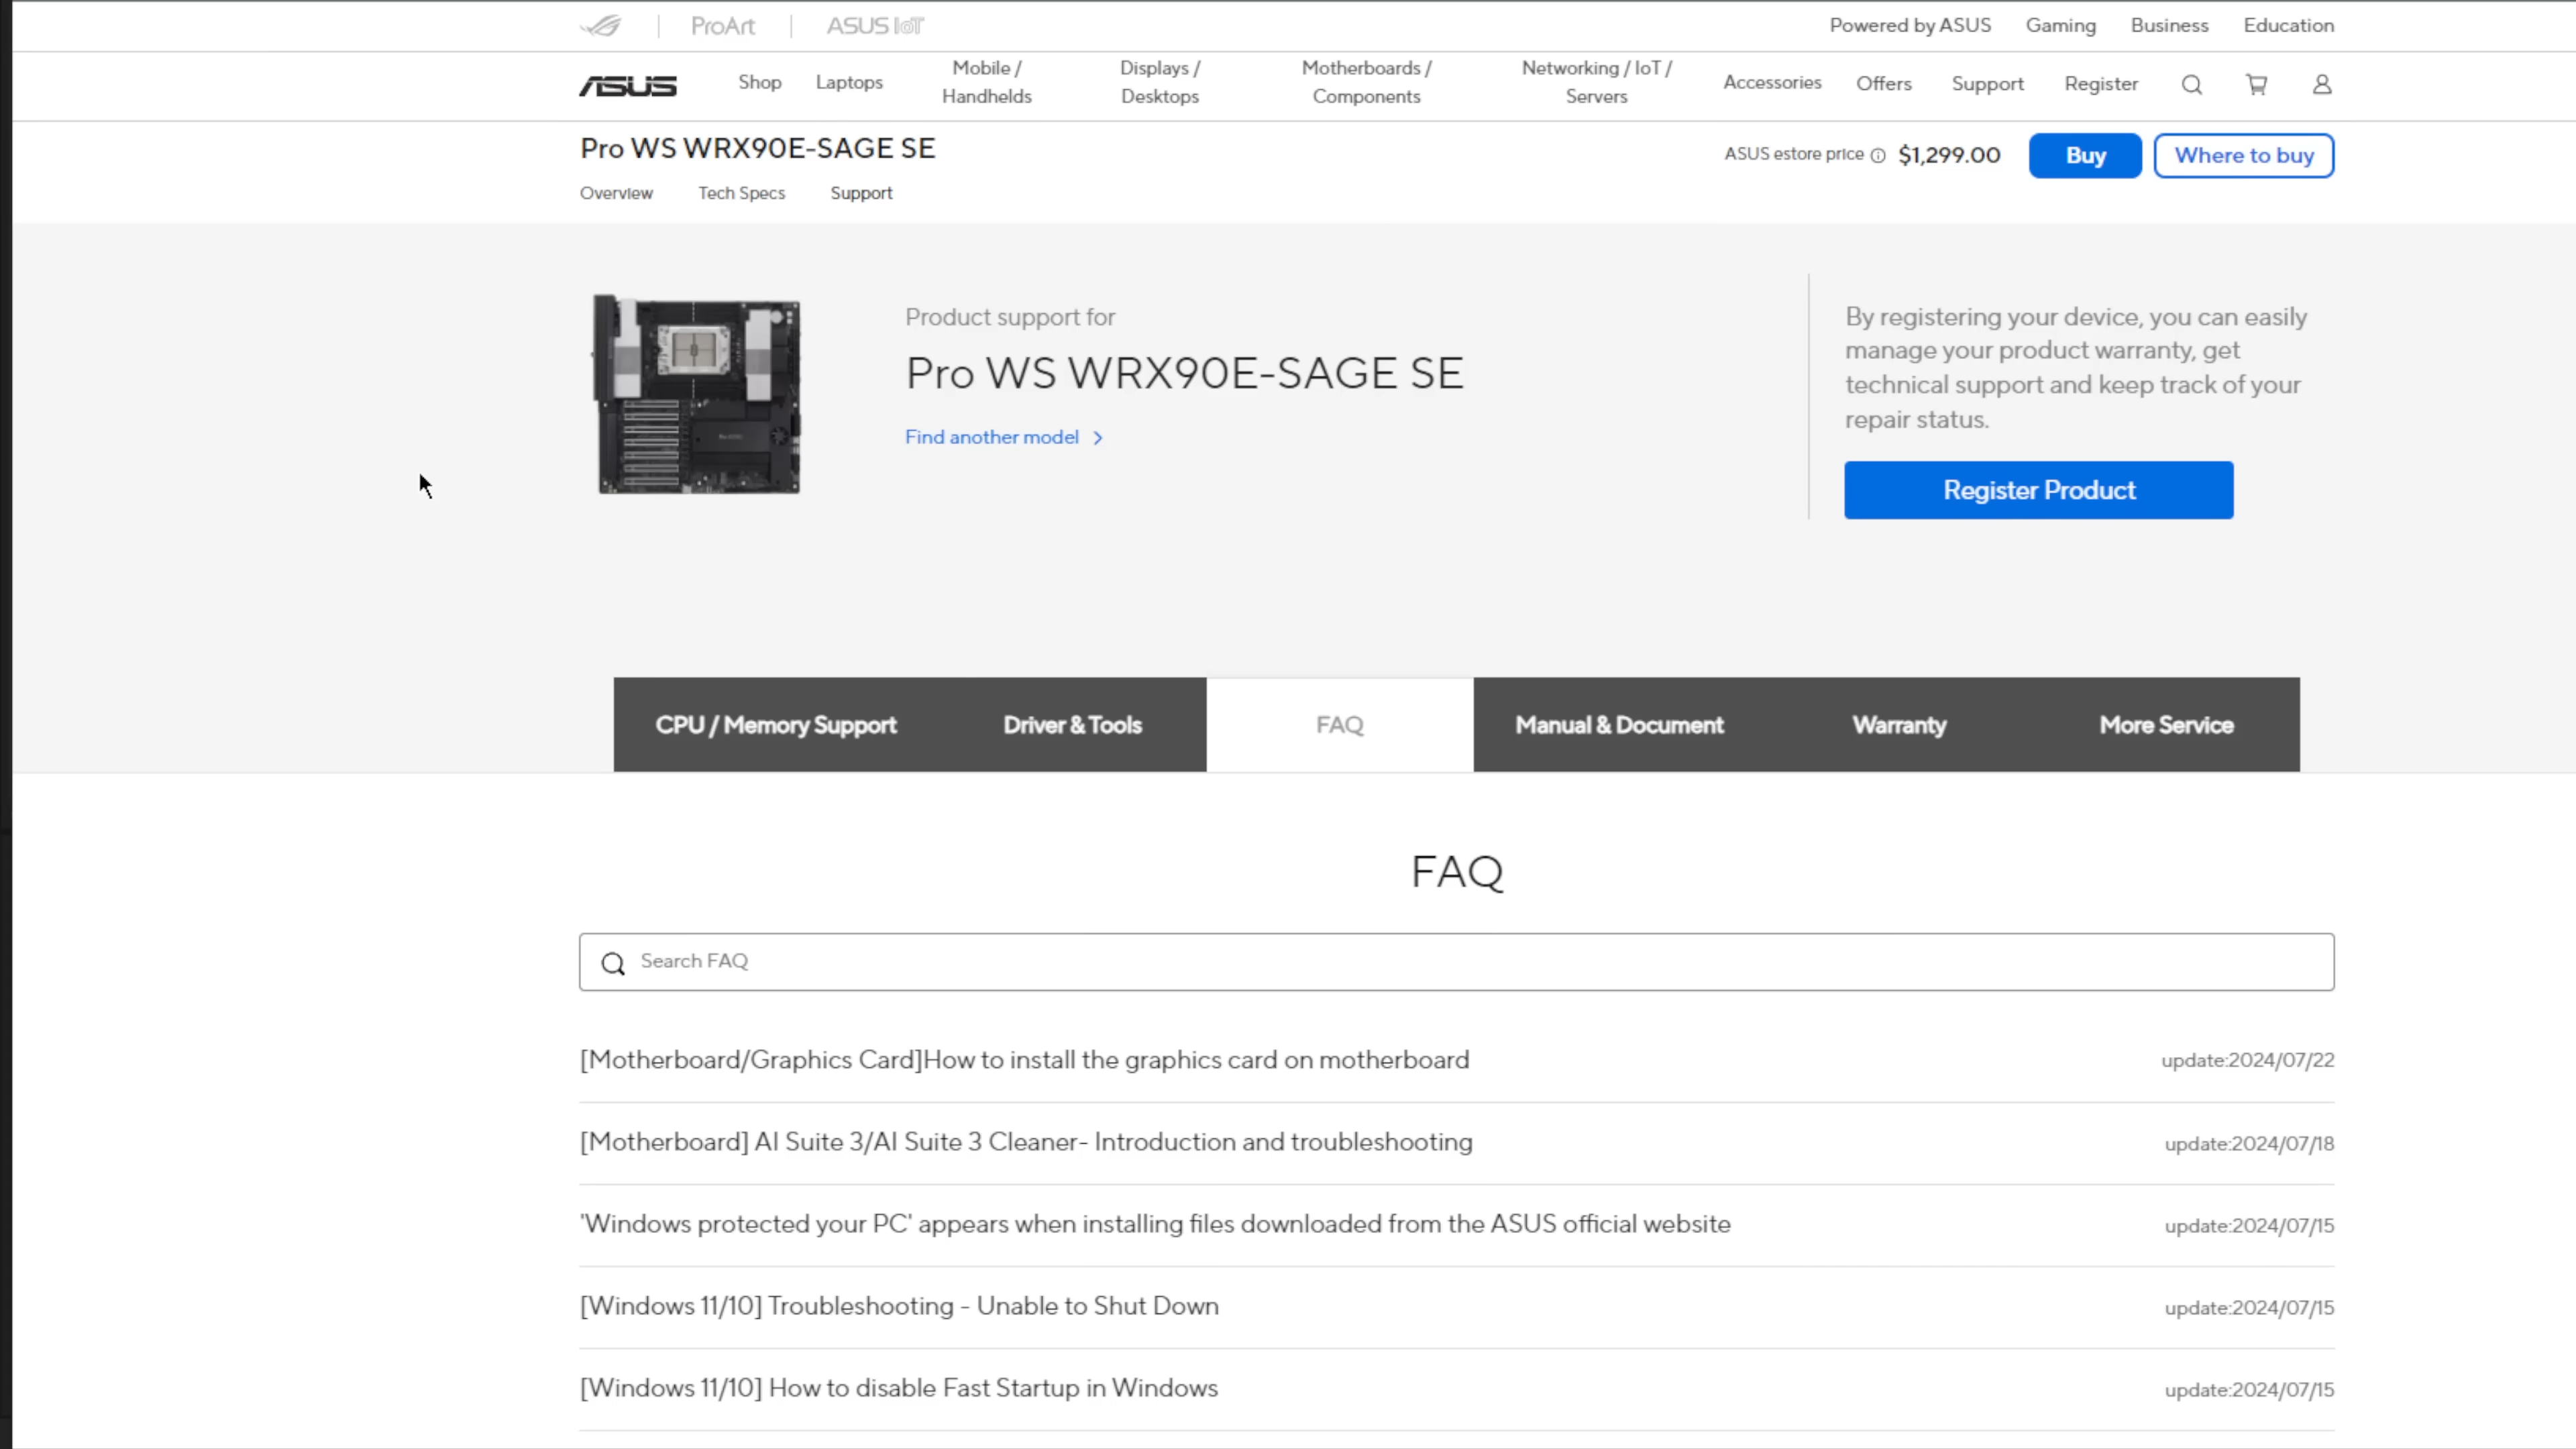 ProArt
ASUS IoT
Powered by ASUS
Gaming
Business
Education
ASUS
Shop
Laptops
Mobile /
Handhelds
Displays /
Desktops
Motherboards /
Components
Networking / IoT /
Servers
Accessories
Offers
Support
Register
Pro WS WRX90E-SAGE SE
ASUS estore price
$1,299.00
Buy
Where to buy
Overview
Tech Specs
Support
Product support for
Pro WS WRX90E-SAGE SE
Find another model
By registering your device, you can easily
manage your product warranty, get
technical support and keep track of your
repair status.
Register Product
CPU / Memory Support
Driver & Tools
FAQ
Manual & Document
Warranty
More Service
FAQ
Search FAQ
[Motherboard/Graphics Card]How to install the graphics card on motherboard
update:2024/07/22
[Motherboard] AI Suite 3/AI Suite 3 Cleaner- Introduction and troubleshooting
update:2024/07/18
'Windows protected your PC' appears when installing files downloaded from the ASUS official website
update:2024/07/15
[Windows 11/10] Troubleshooting - Unable to Shut Down
update:2024/07/15
[Windows 11/10] How to disable Fast Startup in Windows
update:2024/07/15